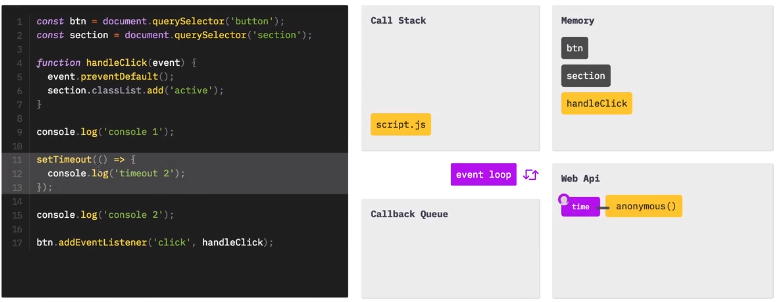 1 const btn = document.querySelector('button');
2 const section = document.querySelector('section');
3
4 function handleClick(event) {
5 event.preventDefault();
6 section.classList.add('active');
7 }
8
9 console.log('console 1');
10
11 setTimeout(() => {
12 console.log('timeout 2');
13 });
14
15 console.log('console 2');
16
17 btn.addEventListener('click', handleClick);
Call Stack
script.js
Memory
btn
section
handleClick
event loop
Callback Queue
Web Api
time
anonymous()